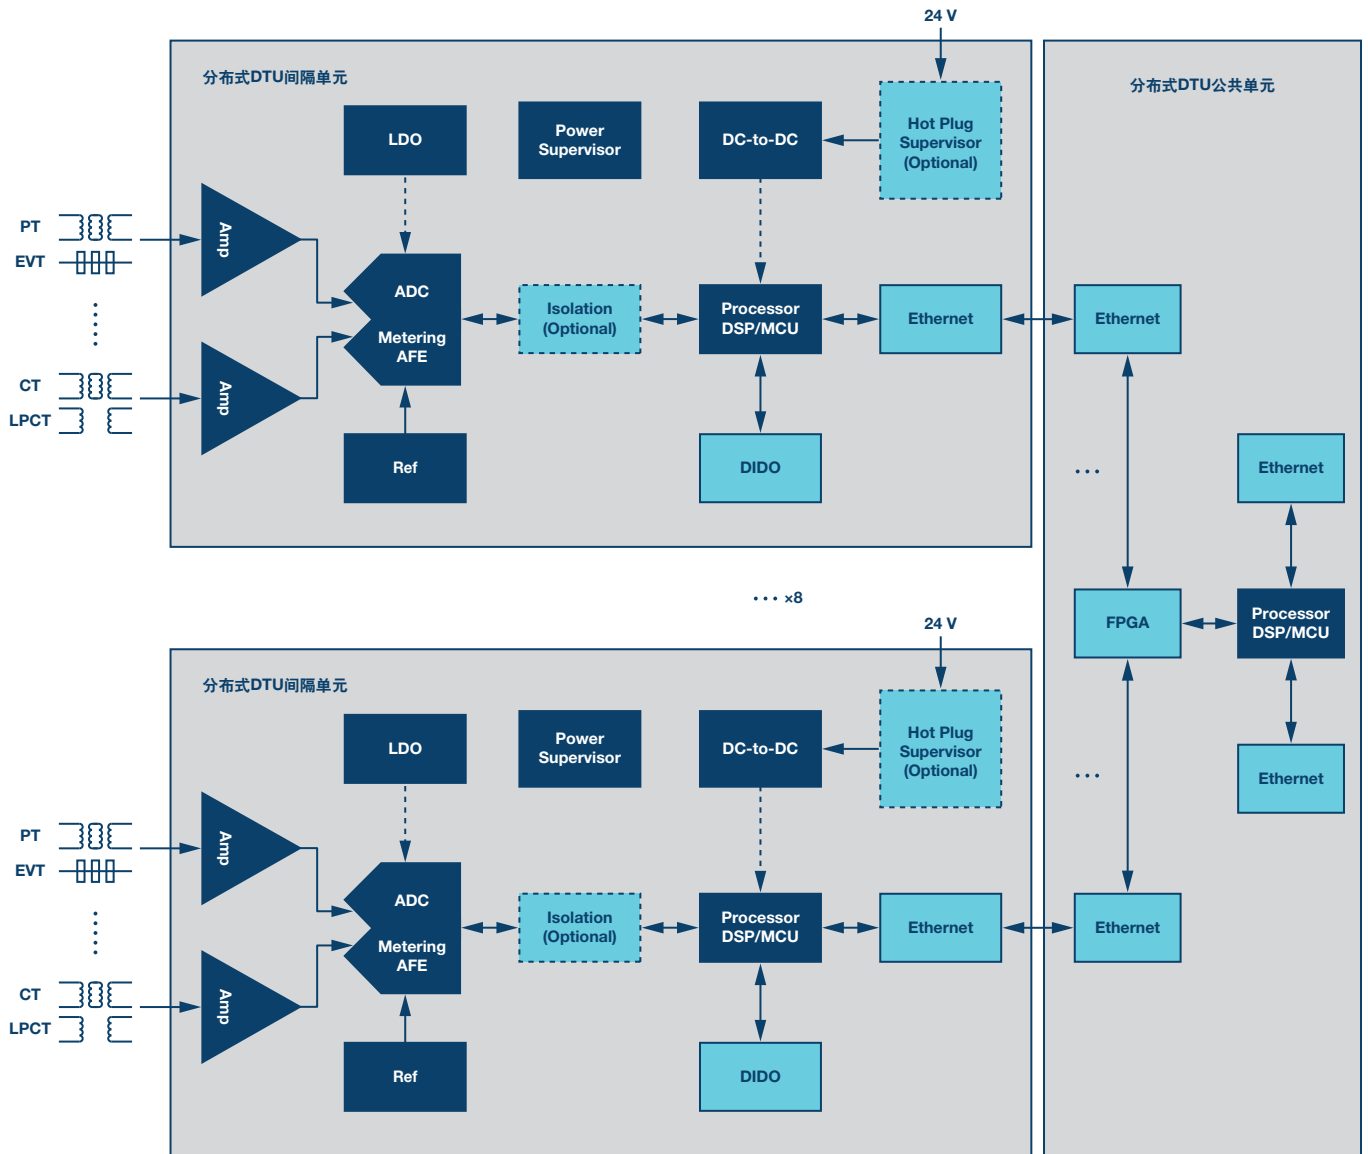 24 V
分布式DTU间隔单元
分布式DTU公共单元
LDO
Power
Supervisor
DC-to-DC
Hot Plug
Supervisor
(Optional)
PT
EVT
Amp
ADC
Metering
AFE
Isolation
(Optional)
Processor
DSP/MCU
Ethernet
Ethernet
CT
LPCT
Amp
Ref
DIDO
...
Ethernet
... ×8
FPGA
Processor
DSP/MCU
24 V
分布式DTU间隔单元
LDO
Power
Supervisor
DC-to-DC
Hot Plug
Supervisor
(Optional)
...
Ethernet
PT
EVT
Amp
ADC
Metering
AFE
Isolation
(Optional)
Processor
DSP/MCU
Ethernet
Ethernet
CT
LPCT
Amp
Ref
DIDO